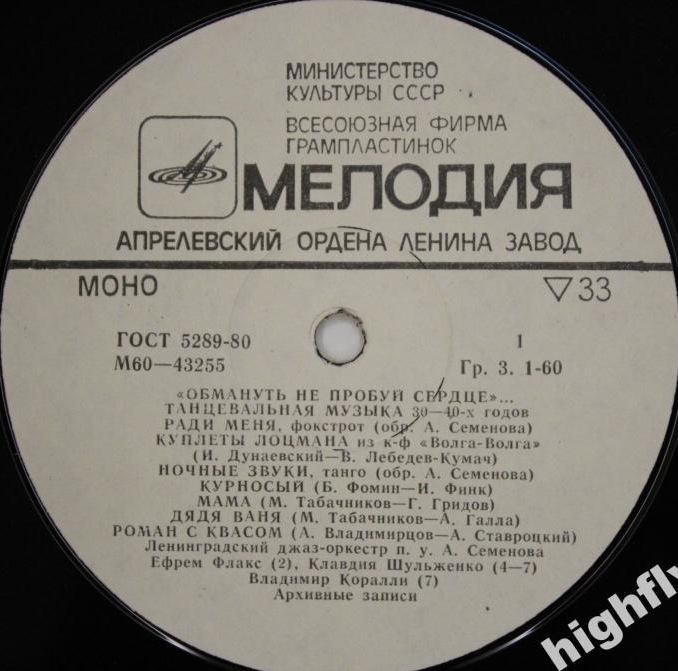 МИНИСТЕРСТВО
КУЛЬТУРЫ СССР
ВСЕСОЮЗНАЯ ФИРМА
ГРАМПЛАСТИНОК
МЕЛОДИЯ
АПРЕЛЕВСКИЙ ОРДЕНА ЛЕНИНА ЗАВОД
МОНО
▽33
ГОСТ 5289-80
1
М60—43255
Гр. 3. 1-60
«ОБМАНУТЬ НЕ ПРОБУЙ СЕРДЦЕ»...
ТАНЦЕВАЛЬНАЯ МУЗЫКА 30—40-х годов
РАДИ МЕНЯ, фокстрот (обр. А. Семенова)
КУПЛЕТЫ ЛОЦМАНА из к-ф «Волга-Волга»
(И. Дунаевский—В. Лебедев-Кумач)
НОЧНЫЕ ЗВУКИ, танго (обр. А. Семенова)
КУРНОСЫЙ (Б. Фомин—И. Финк)
МАМА (М. Табачников—Г. Гридов)
ДЯДЯ ВАНЯ (М. Табачников—А. Галла)
РОМАН С КВАСОМ (А. Владимирцов—А. Ставроцкий)
Ленинградский джаз-оркестр п. у. А. Семенова
Ефрем Флакс (2), Клавдия Шульженко (4—7)
Владимир Коралли (7)
Архивные записи
highfly